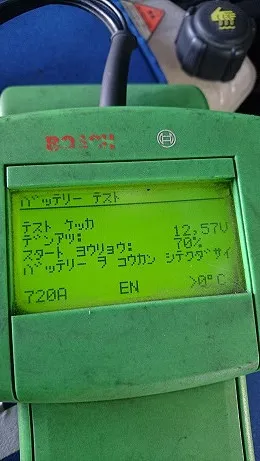 BOSCH
バッテリー テスト
テスト ケッカ
デンアツ: 12,57V
スタート ヨウリョウ: 70%
バッテリー ヲ コウカン シテクダサイ
720A EN >0°C